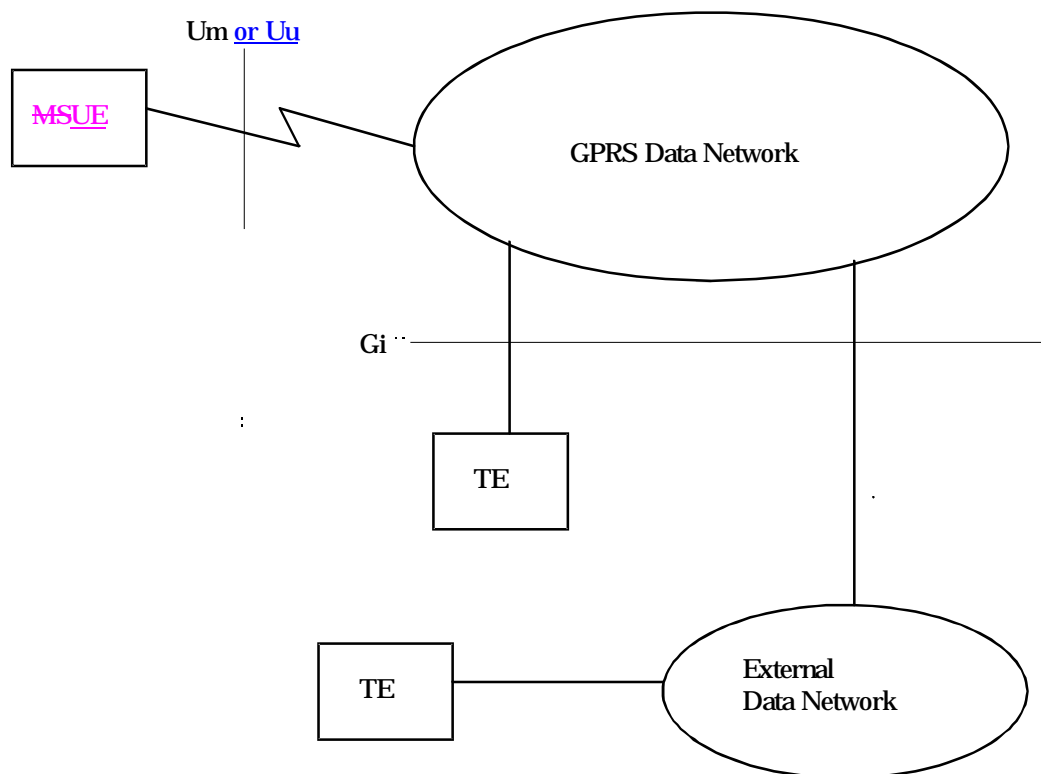 Um or Uu
MSUE
GPRS Data Network
Gi
TE
TE
External
Data Network